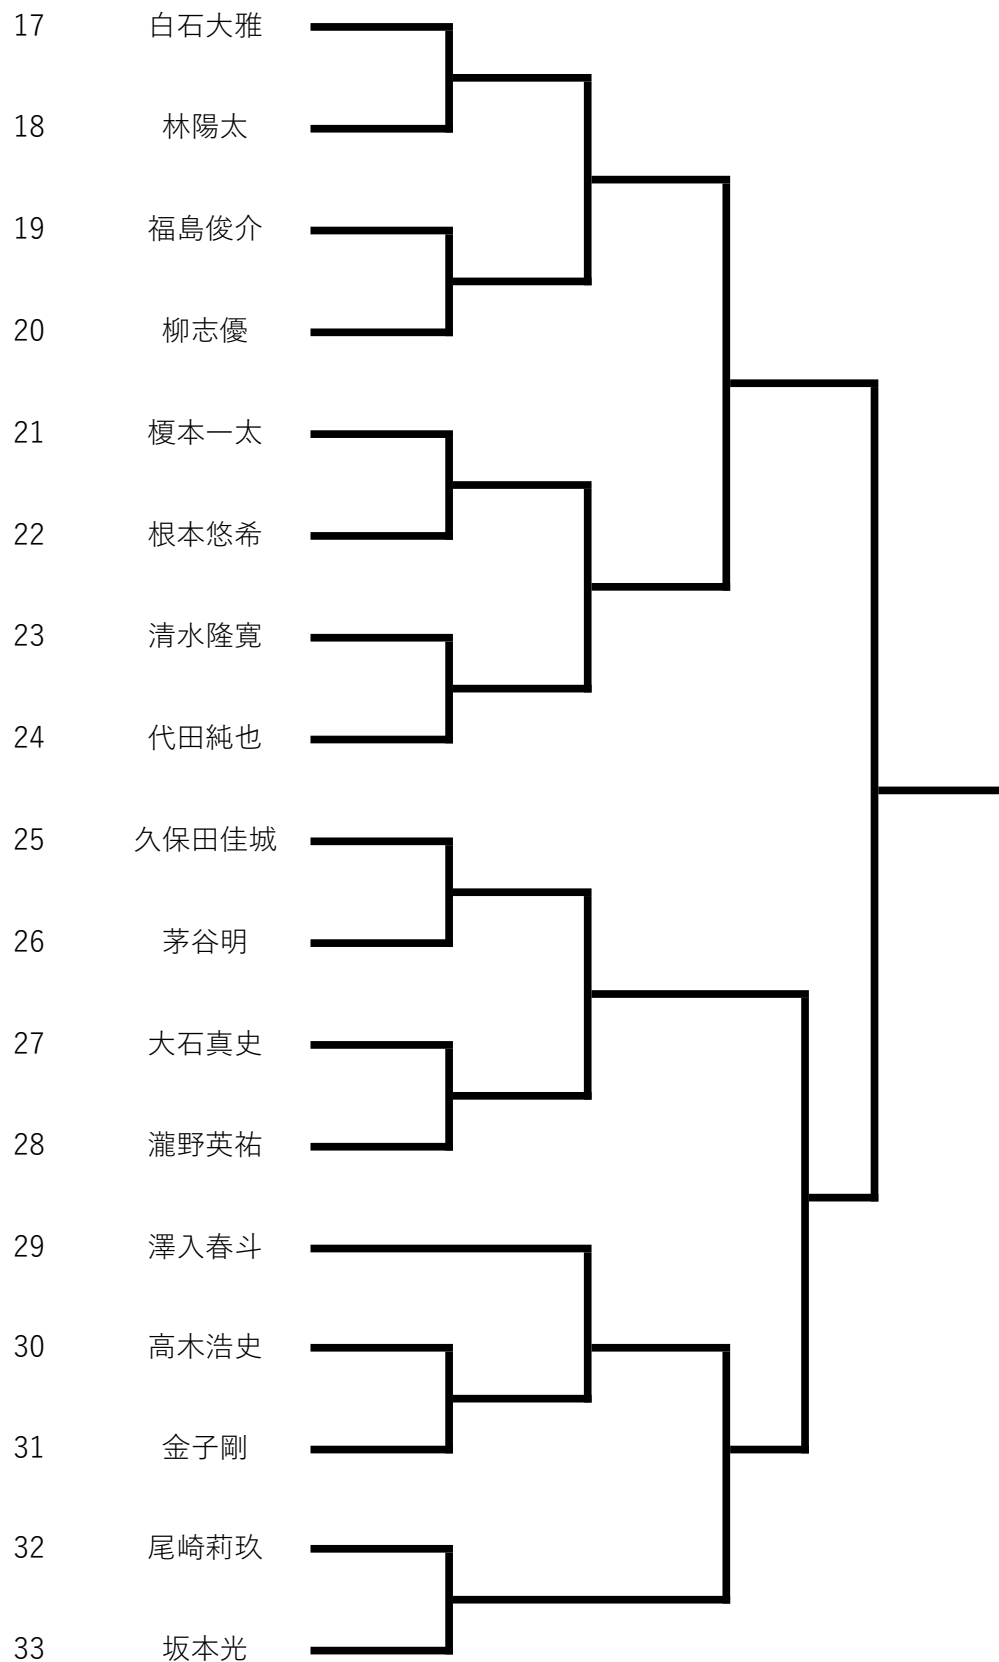 17 白石大雅
18 林陽太
19 福島俊介
20 柳志優
21 榎本一太
22 根本悠希
23 清水隆寛
24 代田純也
25 久保田佳城
26 茅谷明
27 大石真史
28 瀧野英祐
29 澤入春斗
30 高木浩史
31 金子剛
32 尾崎莉玖
33 坂本光